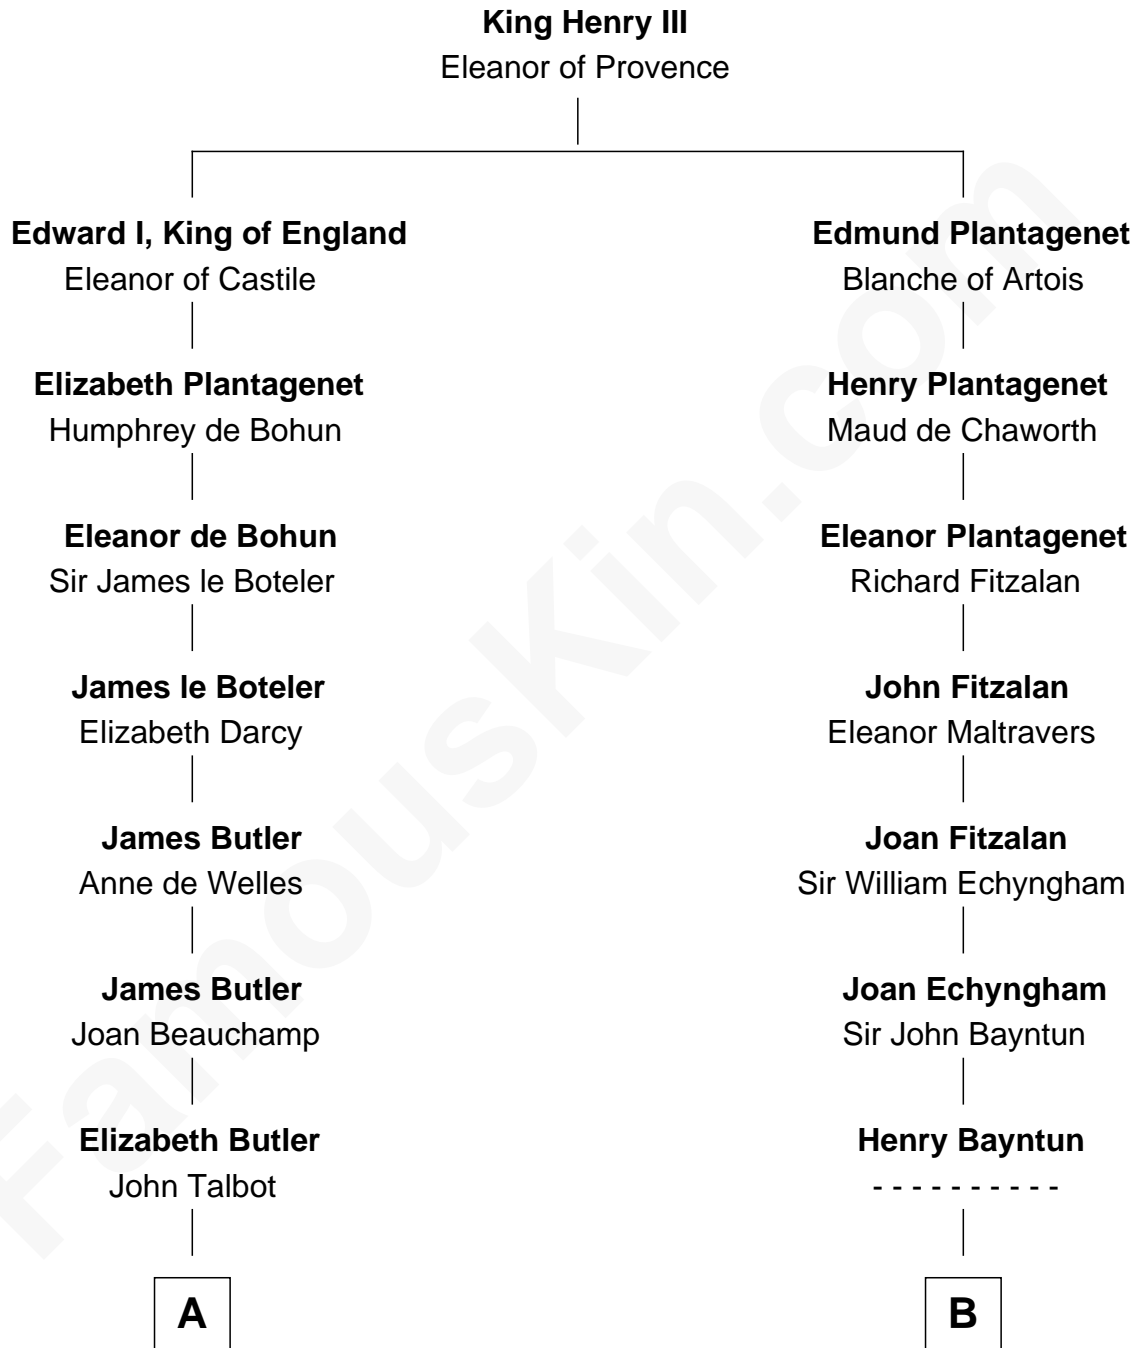 King Henry III
Eleanor of Provence
Edward I, King of England
Eleanor of Castile
Edmund Plantagenet
Blanche of Artois
Elizabeth Plantagenet
Humphrey de Bohun
Henry Plantagenet
Maud de Chaworth
Eleanor de Bohun
Sir James le Boteler
Eleanor Plantagenet
Richard Fitzalan
James le Boteler
Elizabeth Darcy
John Fitzalan
Eleanor Maltravers
James Butler
Anne de Welles
Joan Fitzalan
Sir William Echyngham
James Butler
Joan Beauchamp
Joan Echyngham
Sir John Bayntun
Elizabeth Butler
John Talbot
Henry Bayntun
- - - - - - - - - -
A
B
FamousKin.com